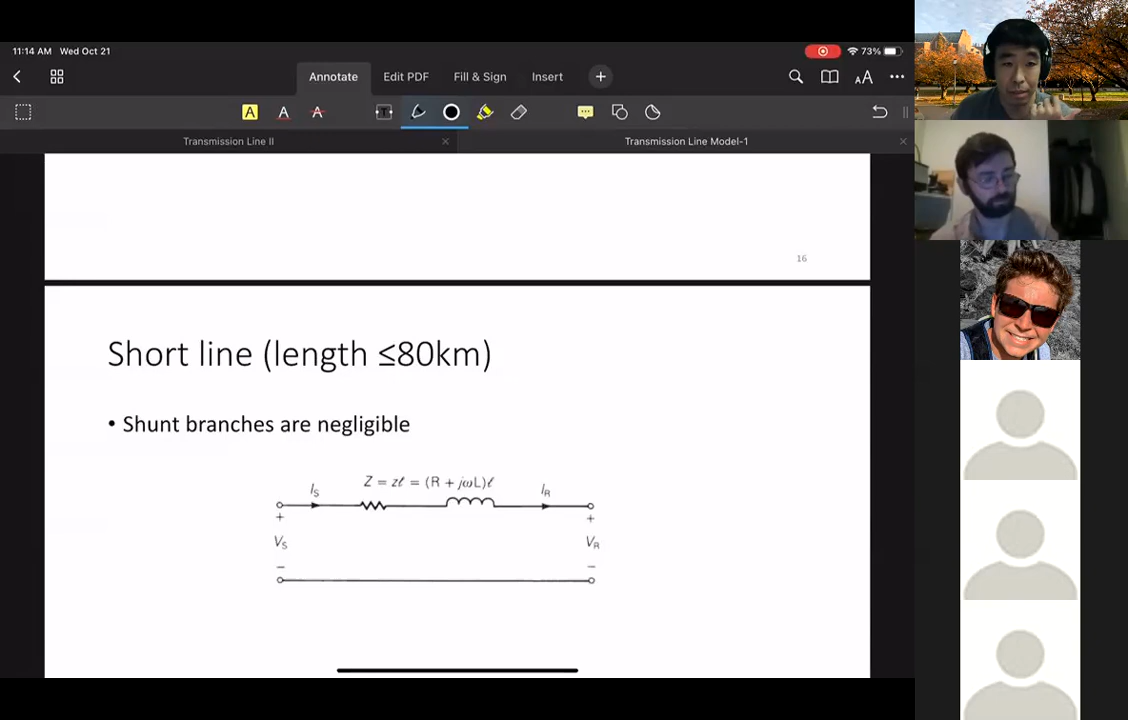 11:14 AM Wed Oct 21
73%
Annotate Edit PDF Fill & Sign Insert
AA
A A A T
Transmission Line II
Transmission Line Model-1
16
Short line (length ≤80km)
• Shunt branches are negligible
Z = zℓ = (R + jωL)ℓ
I_S I_R
+ +
V_S V_R
− −